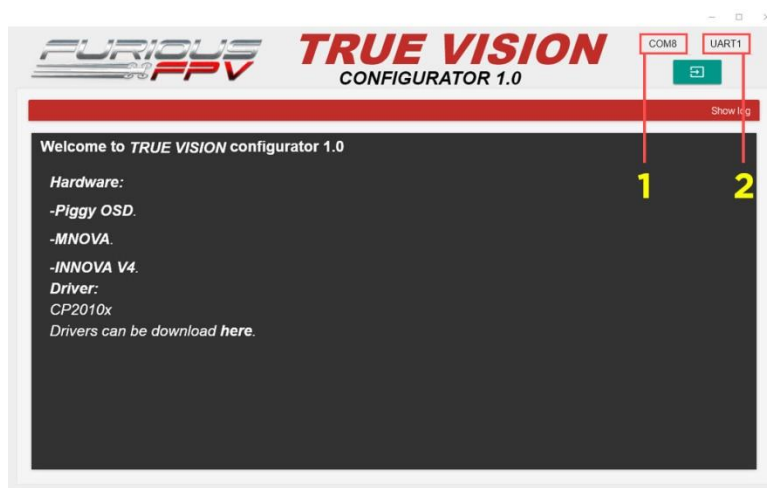 FURIOUS FPV
TRUE VISION
CONFIGURATOR 1.0
COM8
UART1
Show log
Welcome to TRUE VISION configurator 1.0
Hardware:
-Piggy OSD.
-MNOVA.
-INNOVA V4.
Driver:
CP2010x
Drivers can be download here.
1
2